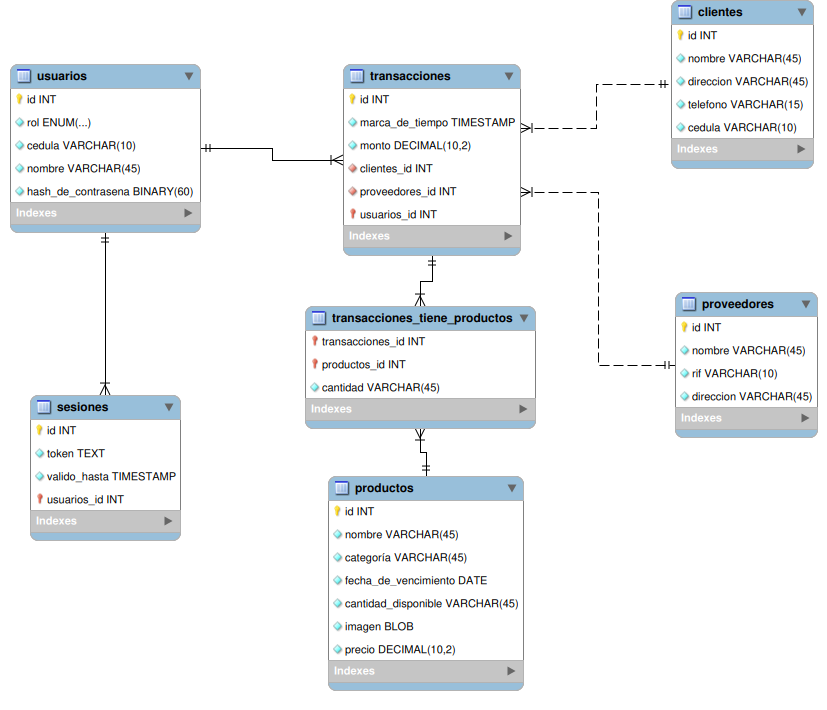 clientes
id INT
nombre VARCHAR(45)
direccion VARCHAR(45)
telefono VARCHAR(15)
cedula VARCHAR(10)
Indexes
usuarios
id INT
rol ENUM(...)
cedula VARCHAR(10)
nombre VARCHAR(45)
hash_de_contrasena BINARY(60)
Indexes
transacciones
id INT
marca_de_tiempo TIMESTAMP
monto DECIMAL(10,2)
clientes_id INT
proveedores_id INT
usuarios_id INT
Indexes
proveedores
id INT
nombre VARCHAR(45)
rif VARCHAR(10)
direccion VARCHAR(45)
Indexes
transacciones_tiene_productos
transacciones_id INT
productos_id INT
cantidad VARCHAR(45)
Indexes
sesiones
id INT
token TEXT
valido_hasta TIMESTAMP
usuarios_id INT
Indexes
productos
id INT
nombre VARCHAR(45)
categoría VARCHAR(45)
fecha_de_vencimiento DATE
cantidad_disponible VARCHAR(45)
imagen BLOB
precio DECIMAL(10,2)
Indexes